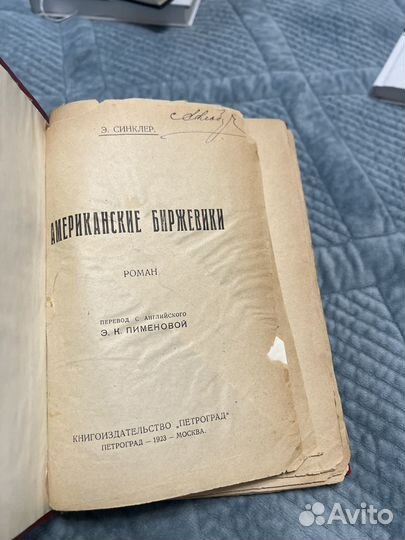 Э. СИНКЛЕР.
АМЕРИКАНСКИЕ БИРЖЕВИКИ
РОМАН
ПЕРЕВОД С АНГЛИЙСКОГО
Э. К. ПИМЕНОВОЙ
КНИГОИЗДАТЕЛЬСТВО „ПЕТРОГРАД"
ПЕТРОГРАД — 1923 — МОСКВА.
Avito